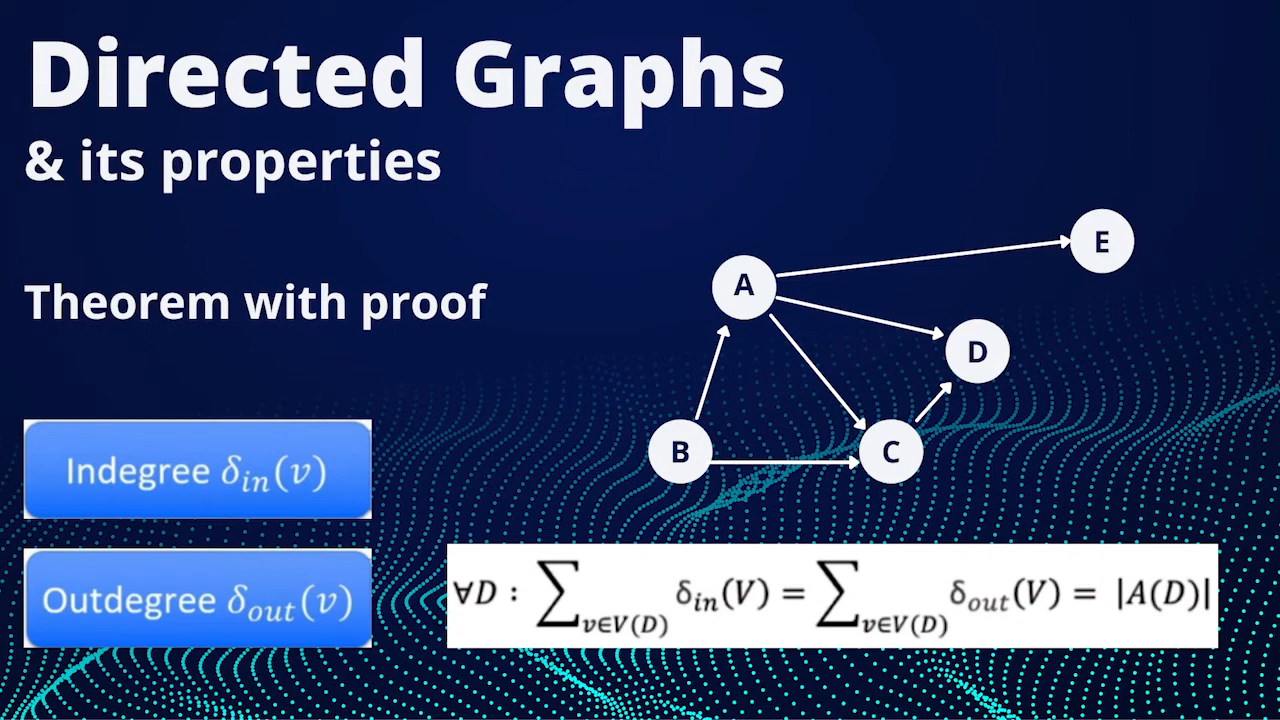 Directed Graphs
& its properties
Theorem with proof
E
A
D
B
C
Indegree δ_in(v)
Outdegree δ_out(v)
∀D : ∑_{v∈V(D)} δ_in(V) = ∑_{v∈V(D)} δ_out(V) = |A(D)|